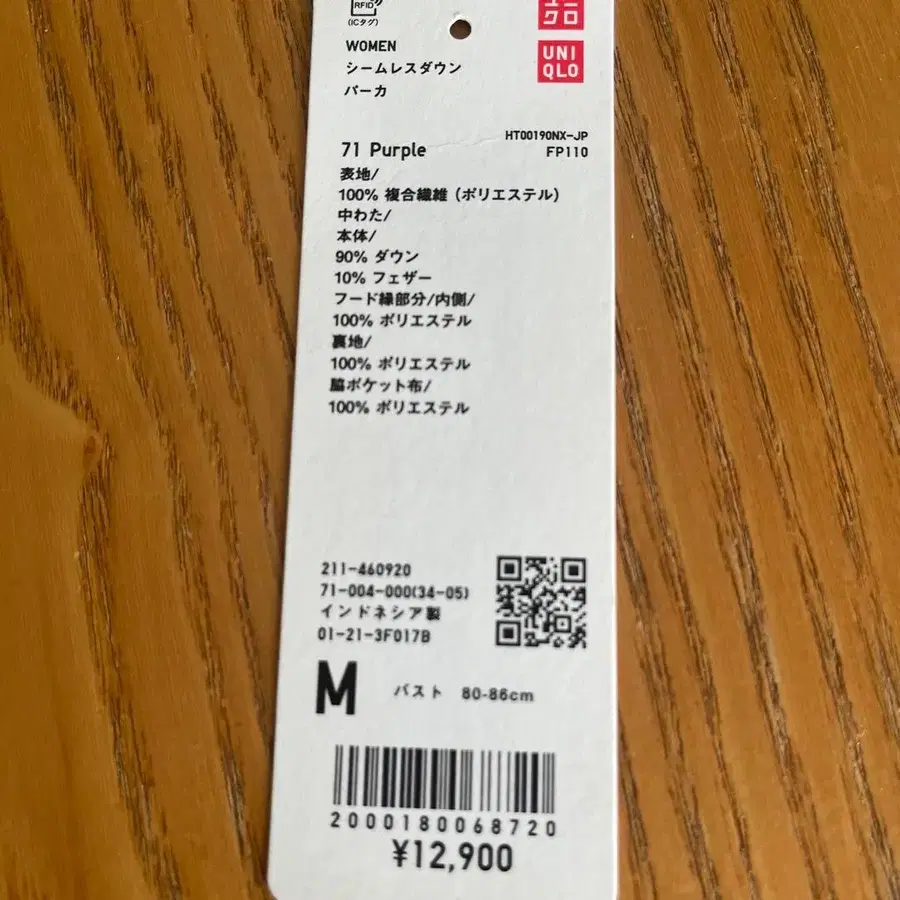 RFID
(ICタグ)
WOMEN
シームレスダウン
パーカ
ニ
クロ
UNI
QLO
HT00190NX-JP
71 Purple
FP110
表地/
100% 複合繊維 (ポリエステル)
中わた/
本体/
90% ダウン
10% フェザー
フード縁部分/内側/
100% ポリエステル
裏地/
100% ポリエステル
脇ポケット布/
100% ポリエステル
211-460920
71-004-000(34-05)
インドネシア製
01-21-3F017B
M
バスト 80-86cm
2000180068720
¥12,900